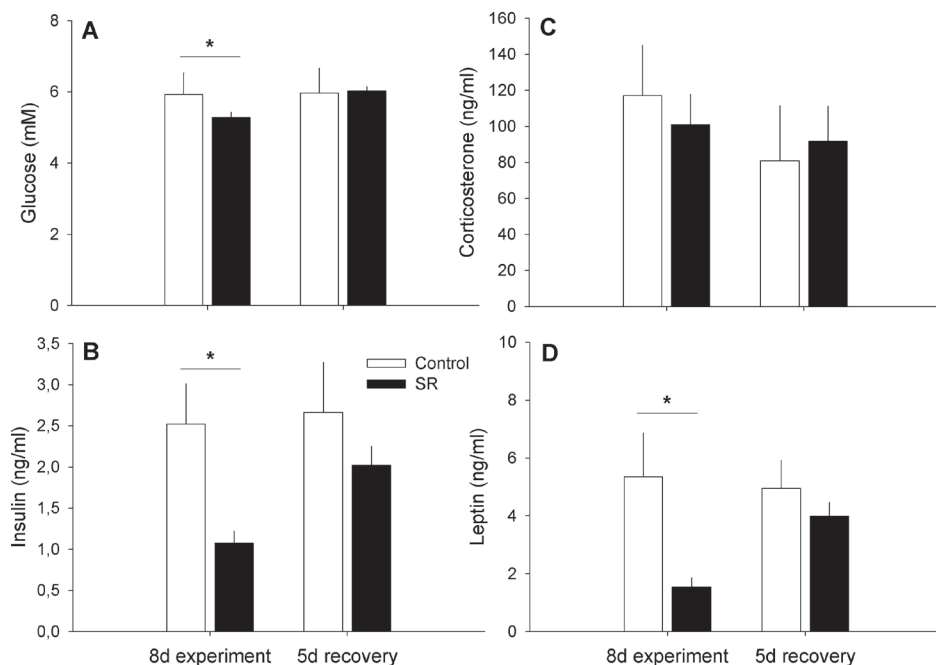 A
Glucose (mM)
8
6
4
2
0
*
C
Corticosterone (ng/ml)
160
140
120
100
80
60
40
20
0
B
Insulin (ng/ml)
3,5
3,0
2,5
2,0
1,5
1,0
0,5
0,0
*
Control
SR
8d experiment 5d recovery
D
Leptin (ng/ml)
10
8
6
4
2
0
*
8d experiment 5d recovery